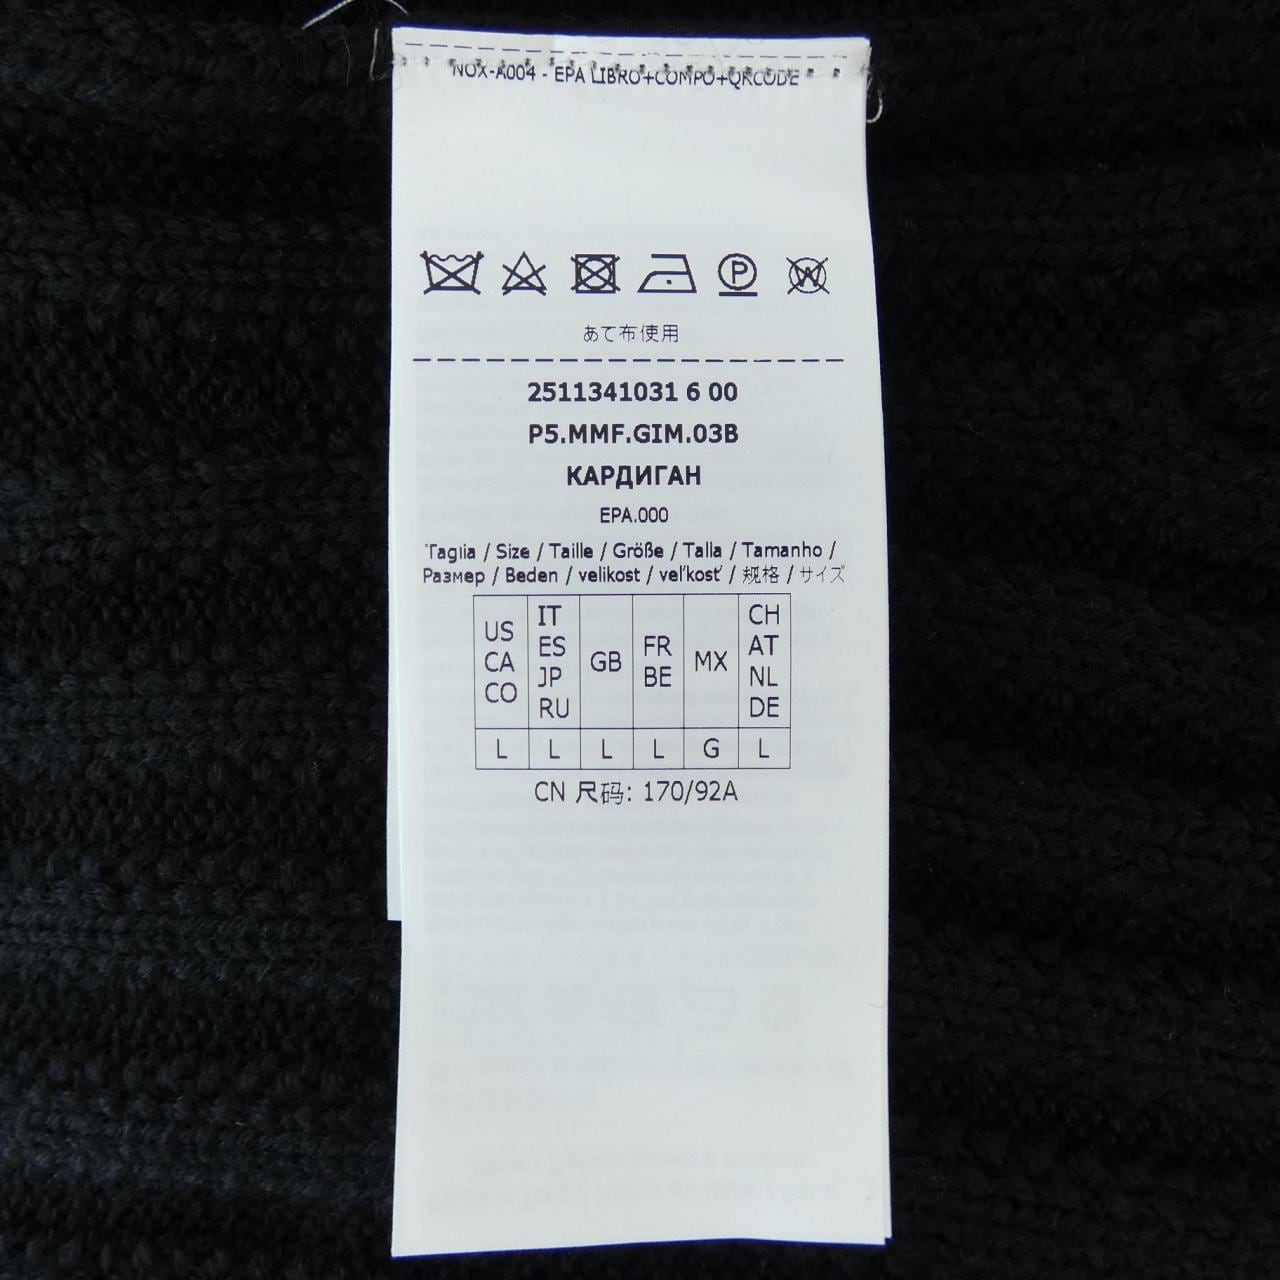 NOX-A004 - EPA LIBRO+COMPO+QRCODE
P W
あて布使用
2511341031 6 00
P5.MMF.GIM.03B
КАРДИГАН
EPA.000
Taglia / Size / Taille / Größe / Talla / Tamanho /
Размер / Beden / velikost / veľkosť / 规格 / サイズ
US CA CO
IT ES JP RU
GB
FR BE
MX
CH AT NL DE
L L L L G L
CN 尺码: 170/92A